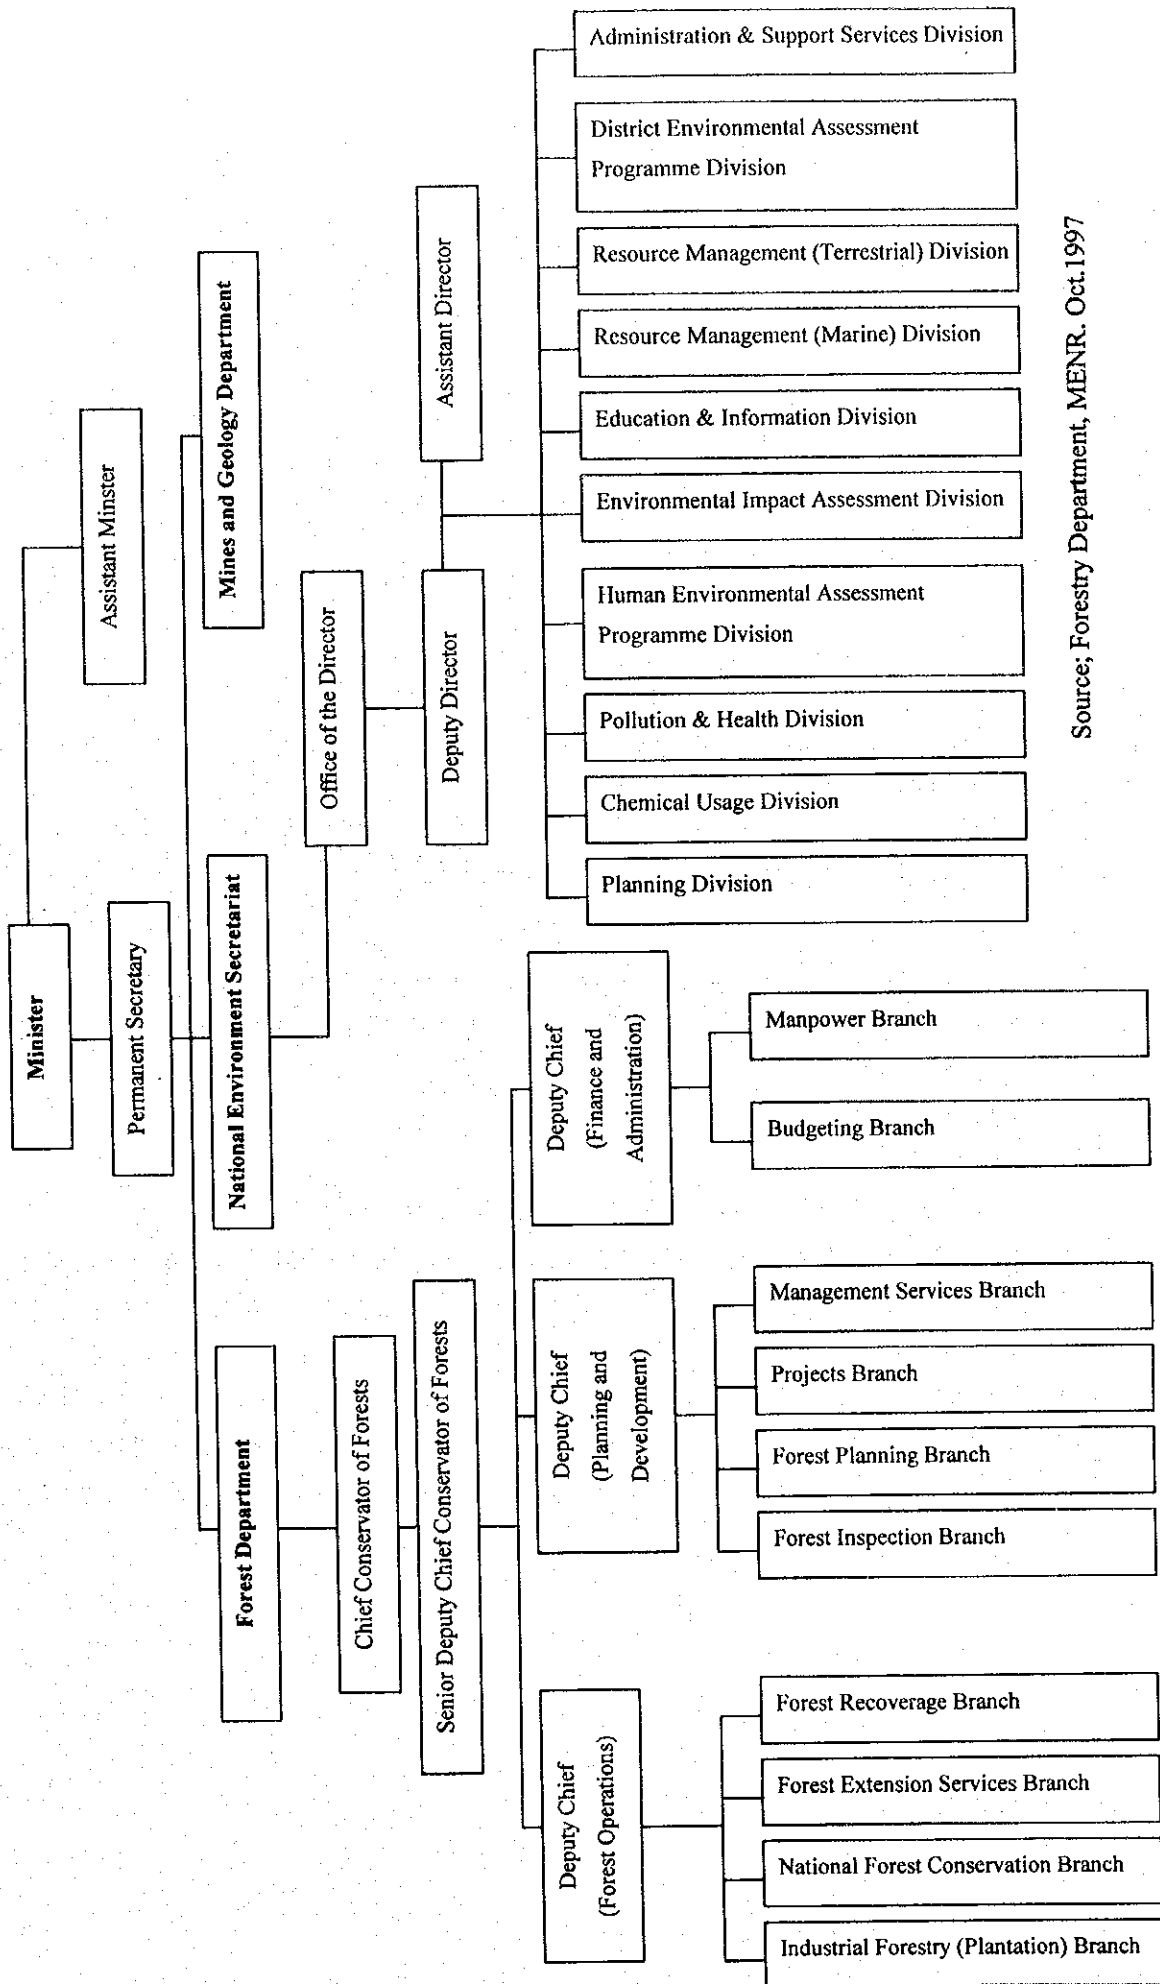 Minister
Assistant Minster
Permanent Secretary
Forest Department
National Environment Secretariat
Mines and Geology Department
Chief Conservator of Forests
Senior Deputy Chief Conservator of Forests
Office of the Director
Deputy Director
Assistant Director
Deputy Chief
(Forest Operations)
Deputy Chief
(Planning and
Development)
Deputy Chief
(Finance and
Administration)
Industrial Forestry (Plantation) Branch
National Forest Conservation Branch
Forest Extension Services Branch
Forest Recoverage Branch
Forest Inspection Branch
Forest Planning Branch
Projects Branch
Management Services Branch
Budgeting Branch
Manpower Branch
Planning Division
Chemical Usage Division
Pollution & Health Division
Human Environmental Assessment
Programme Division
Environmental Impact Assessment Division
Education & Information Division
Resource Management (Marine) Division
Resource Management (Terrestrial) Division
District Environmental Assessment
Programme Division
Administration & Support Services Division
Source; Forestry Department, MENR. Oct.1997